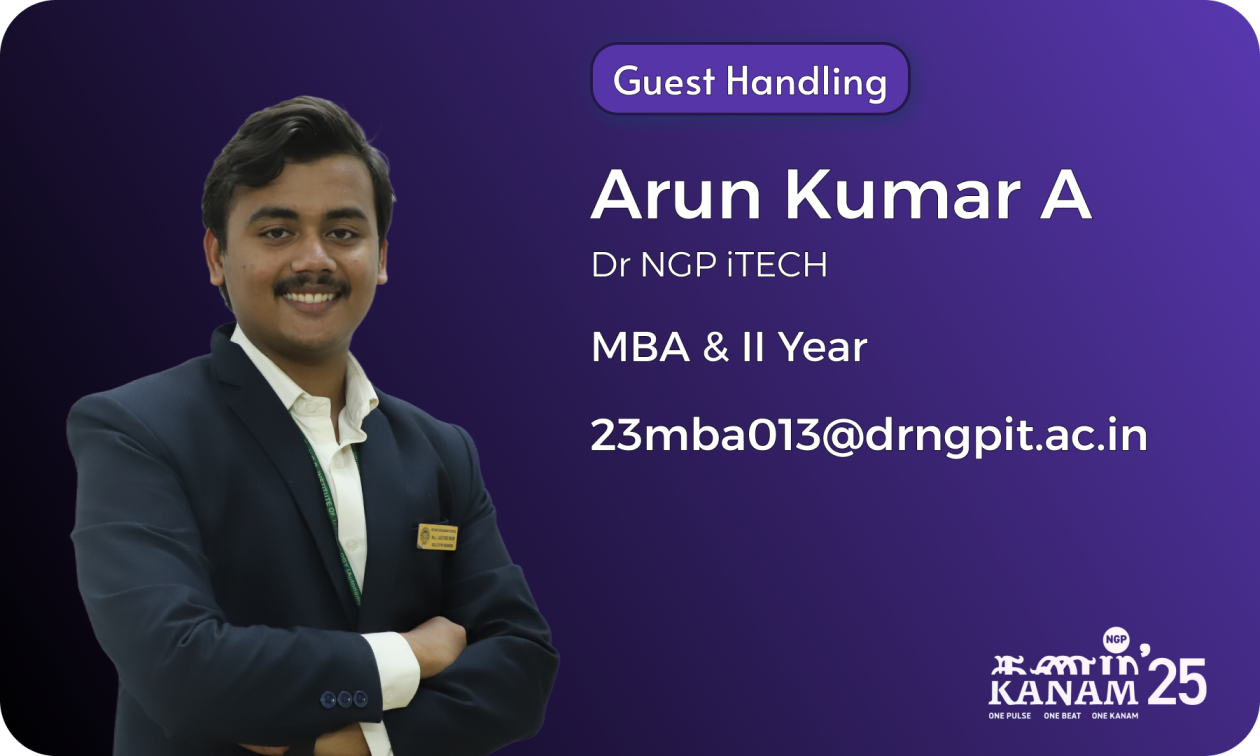 Guest Handling
Arun Kumar A
Dr NGP iTECH
MBA & II Year
23mba013@drngpit.ac.in
NGP
KANAM'25
ONE PULSE ONE BEAT ONE KANAM